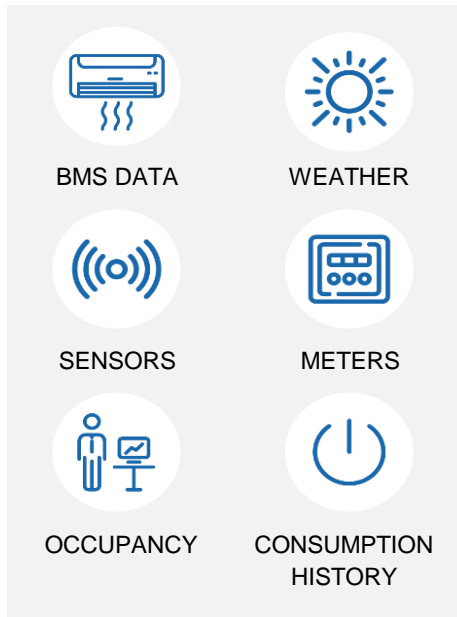 BMS DATA
WEATHER
SENSORS
METERS
OCCUPANCY
CONSUMPTION
HISTORY